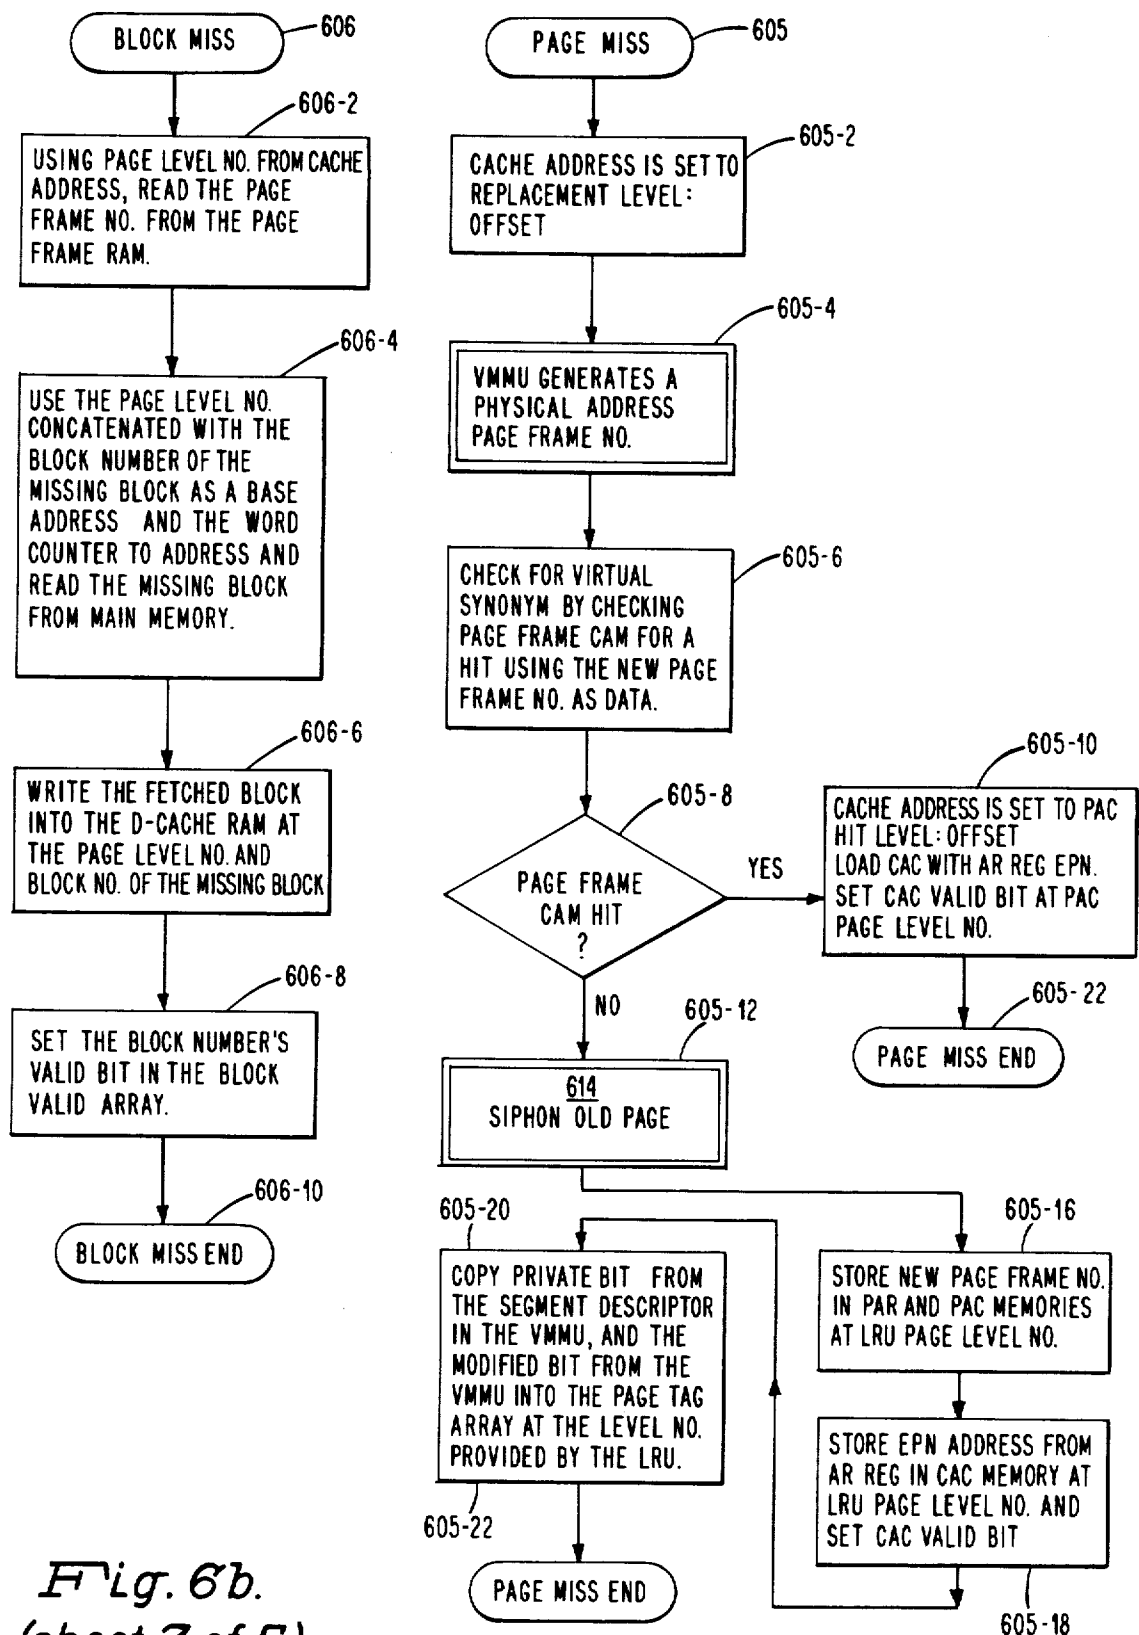 BLOCK MISS
606
606-2
USING PAGE LEVEL NO. FROM CACHE
ADDRESS, READ THE PAGE
FRAME NO. FROM THE PAGE
FRAME RAM.
606-4
USE THE PAGE LEVEL NO.
CONCATENATED WITH THE
BLOCK NUMBER OF THE
MISSING BLOCK AS A BASE
ADDRESS AND THE WORD
COUNTER TO ADDRESS AND
READ THE MISSING BLOCK
FROM MAIN MEMORY.
606-6
WRITE THE FETCHED BLOCK
INTO THE D-CACHE RAM AT
THE PAGE LEVEL NO. AND
BLOCK NO. OF THE MISSING BLOCK
606-8
SET THE BLOCK NUMBER'S
VALID BIT IN THE BLOCK
VALID ARRAY.
606-10
BLOCK MISS END
PAGE MISS
605
605-2
CACHE ADDRESS IS SET TO
REPLACEMENT LEVEL:
OFFSET
605-4
VMMU GENERATES A
PHYSICAL ADDRESS
PAGE FRAME NO.
605-6
CHECK FOR VIRTUAL
SYNONYM BY CHECKING
PAGE FRAME CAM FOR A
HIT USING THE NEW PAGE
FRAME NO. AS DATA.
605-8
PAGE FRAME
CAM HIT
?
YES
605-10
CACHE ADDRESS IS SET TO PAC
HIT LEVEL: OFFSET
LOAD CAC WITH AR REG EPN.
SET CAC VALID BIT AT PAC
PAGE LEVEL NO.
605-22
PAGE MISS END
NO
605-12
614
SIPHON OLD PAGE
605-16
STORE NEW PAGE FRAME NO.
IN PAR AND PAC MEMORIES
AT LRU PAGE LEVEL NO.
STORE EPN ADDRESS FROM
AR REG IN CAC MEMORY AT
LRU PAGE LEVEL NO. AND
SET CAC VALID BIT
605-18
605-20
COPY PRIVATE BIT FROM
THE SEGMENT DESCRIPTOR
IN THE VMMU, AND THE
MODIFIED BIT FROM THE
VMMU INTO THE PAGE TAG
ARRAY AT THE LEVEL NO.
PROVIDED BY THE LRU.
605-22
PAGE MISS END
Fig. 6b.